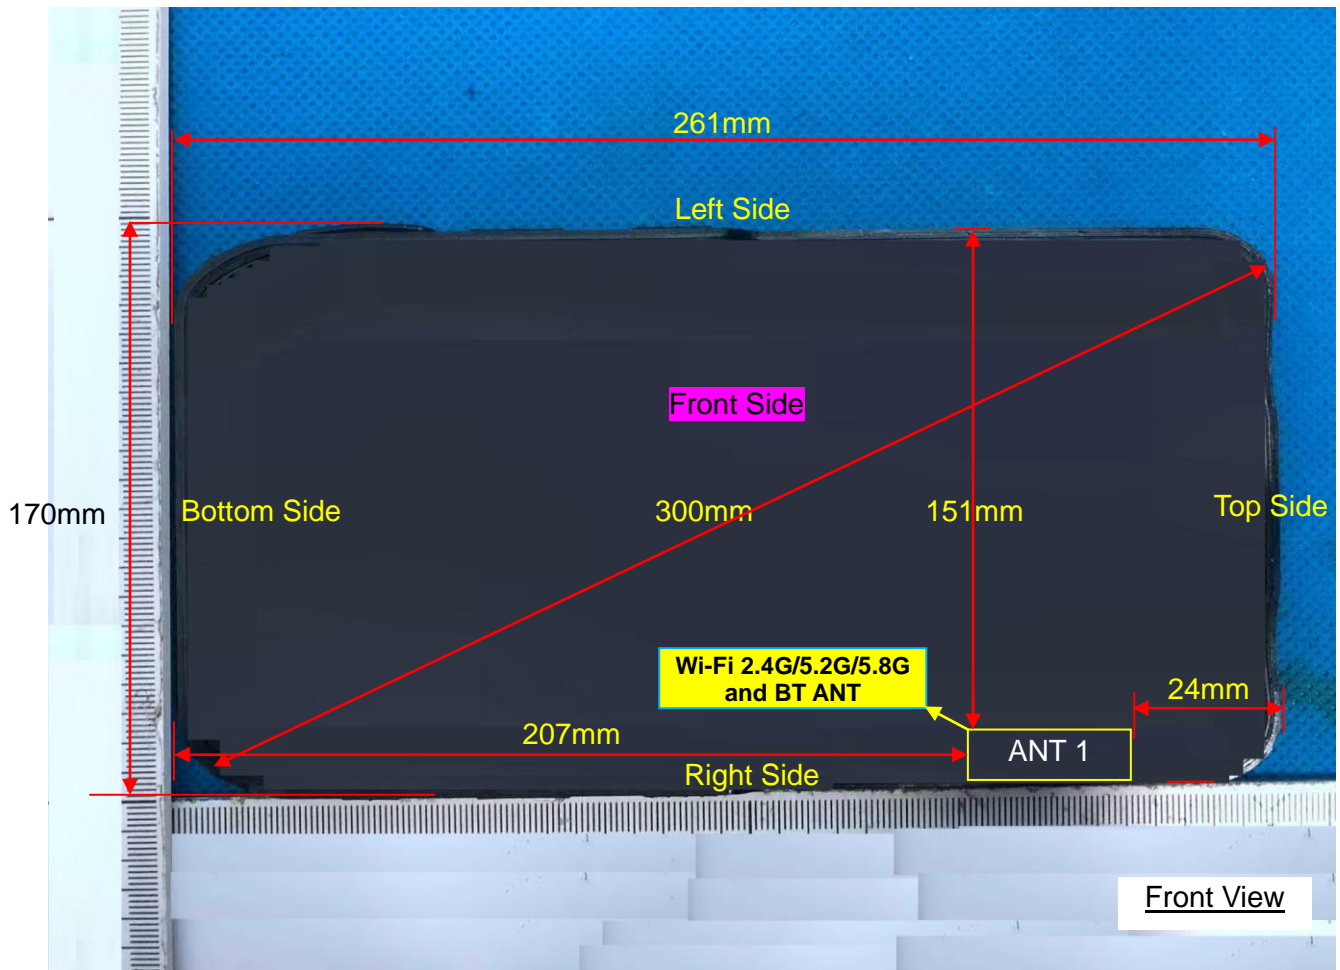 261mm
Left Side
Front Side
170mm
Bottom Side
300mm
151mm
Top Side
Wi-Fi 2.4G/5.2G/5.8G
and BT ANT
24mm
207mm
ANT 1
Right Side
Front View